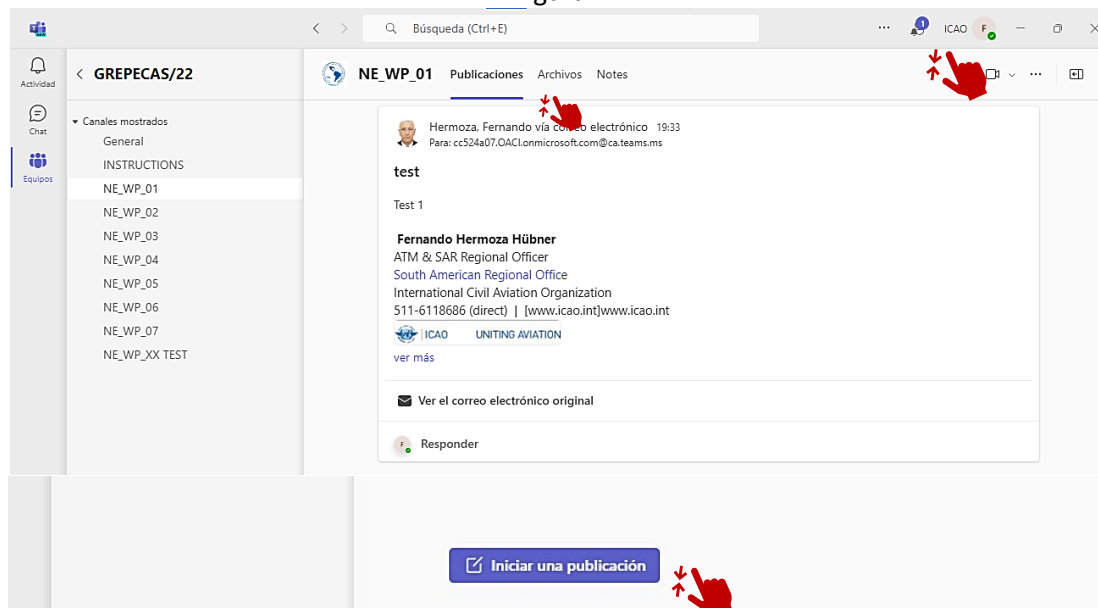 Búsqueda (Ctrl+E)
ICAO
F
Actividad
Chat
Equipos
GREPECAS/22
Canales mostrados
General
INSTRUCTIONS
NE_WP_01
NE_WP_02
NE_WP_03
NE_WP_04
NE_WP_05
NE_WP_06
NE_WP_07
NE_WP_XX TEST
NE_WP_01 Publicaciones Archivos Notes
Hermoza, Fernando vía correo electrónico 19:33
Para: cc524a07.OACI.onmicrosoft.com@ca.teams.ms
test
Test 1
Fernando Hermoza Hübner
ATM & SAR Regional Officer
South American Regional Office
International Civil Aviation Organization
511-6118686 (direct) | [www.icao.int]www.icao.int
ICAO UNITING AVIATION
ver más
Ver el correo electrónico original
F Responder
Iniciar una publicación